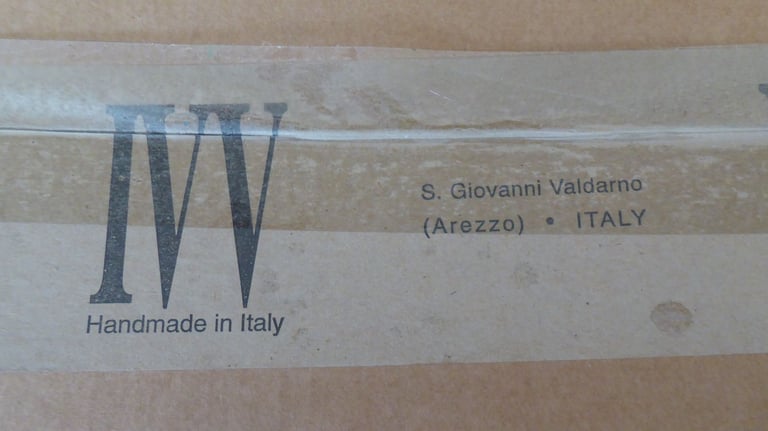 IVV
Handmade in Italy
S. Giovanni Valdarno
(Arezzo) • ITALY